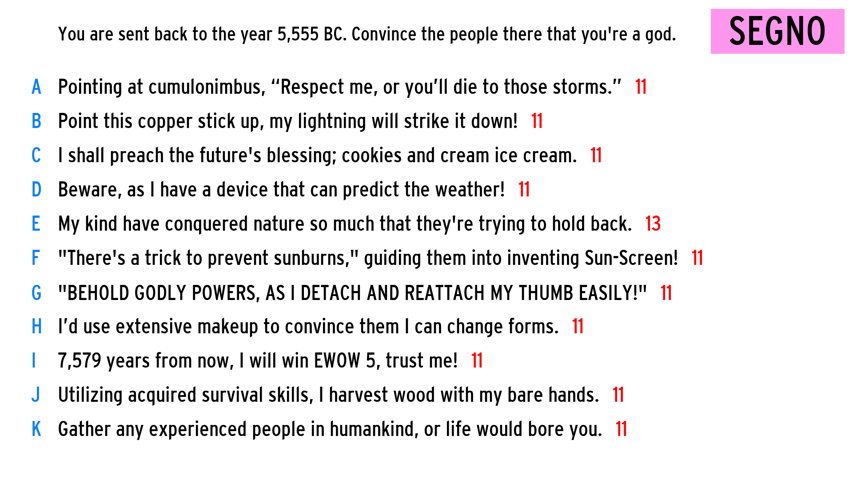 You are sent back to the year 5,555 BC. Convince the people there that you're a god.
SEGNO
A Pointing at cumulonimbus, “Respect me, or you’ll die to those storms.” 11
B Point this copper stick up, my lightning will strike it down! 11
C I shall preach the future's blessing; cookies and cream ice cream. 11
D Beware, as I have a device that can predict the weather! 11
E My kind have conquered nature so much that they're trying to hold back. 13
F "There's a trick to prevent sunburns," guiding them into inventing Sun-Screen! 11
G "BEHOLD GODLY POWERS, AS I DETACH AND REATTACH MY THUMB EASILY!" 11
H I’d use extensive makeup to convince them I can change forms. 11
I 7,579 years from now, I will win EWOW 5, trust me! 11
J Utilizing acquired survival skills, I harvest wood with my bare hands. 11
K Gather any experienced people in humankind, or life would bore you. 11